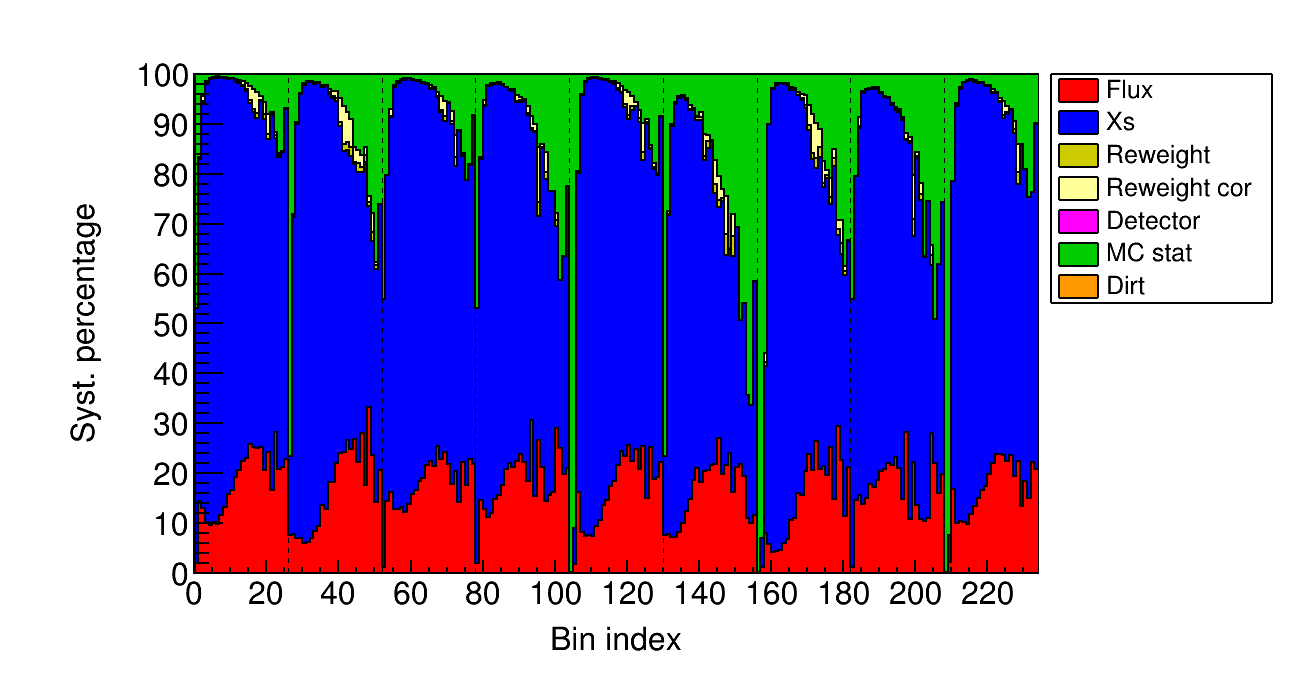 Syst. percentage
100
90
80
70
60
50
40
30
20
10
0
0 20 40 60 80 100 120 140 160 180 200 220
Bin index
Flux
Xs
Reweight
Reweight cor
Detector
MC stat
Dirt